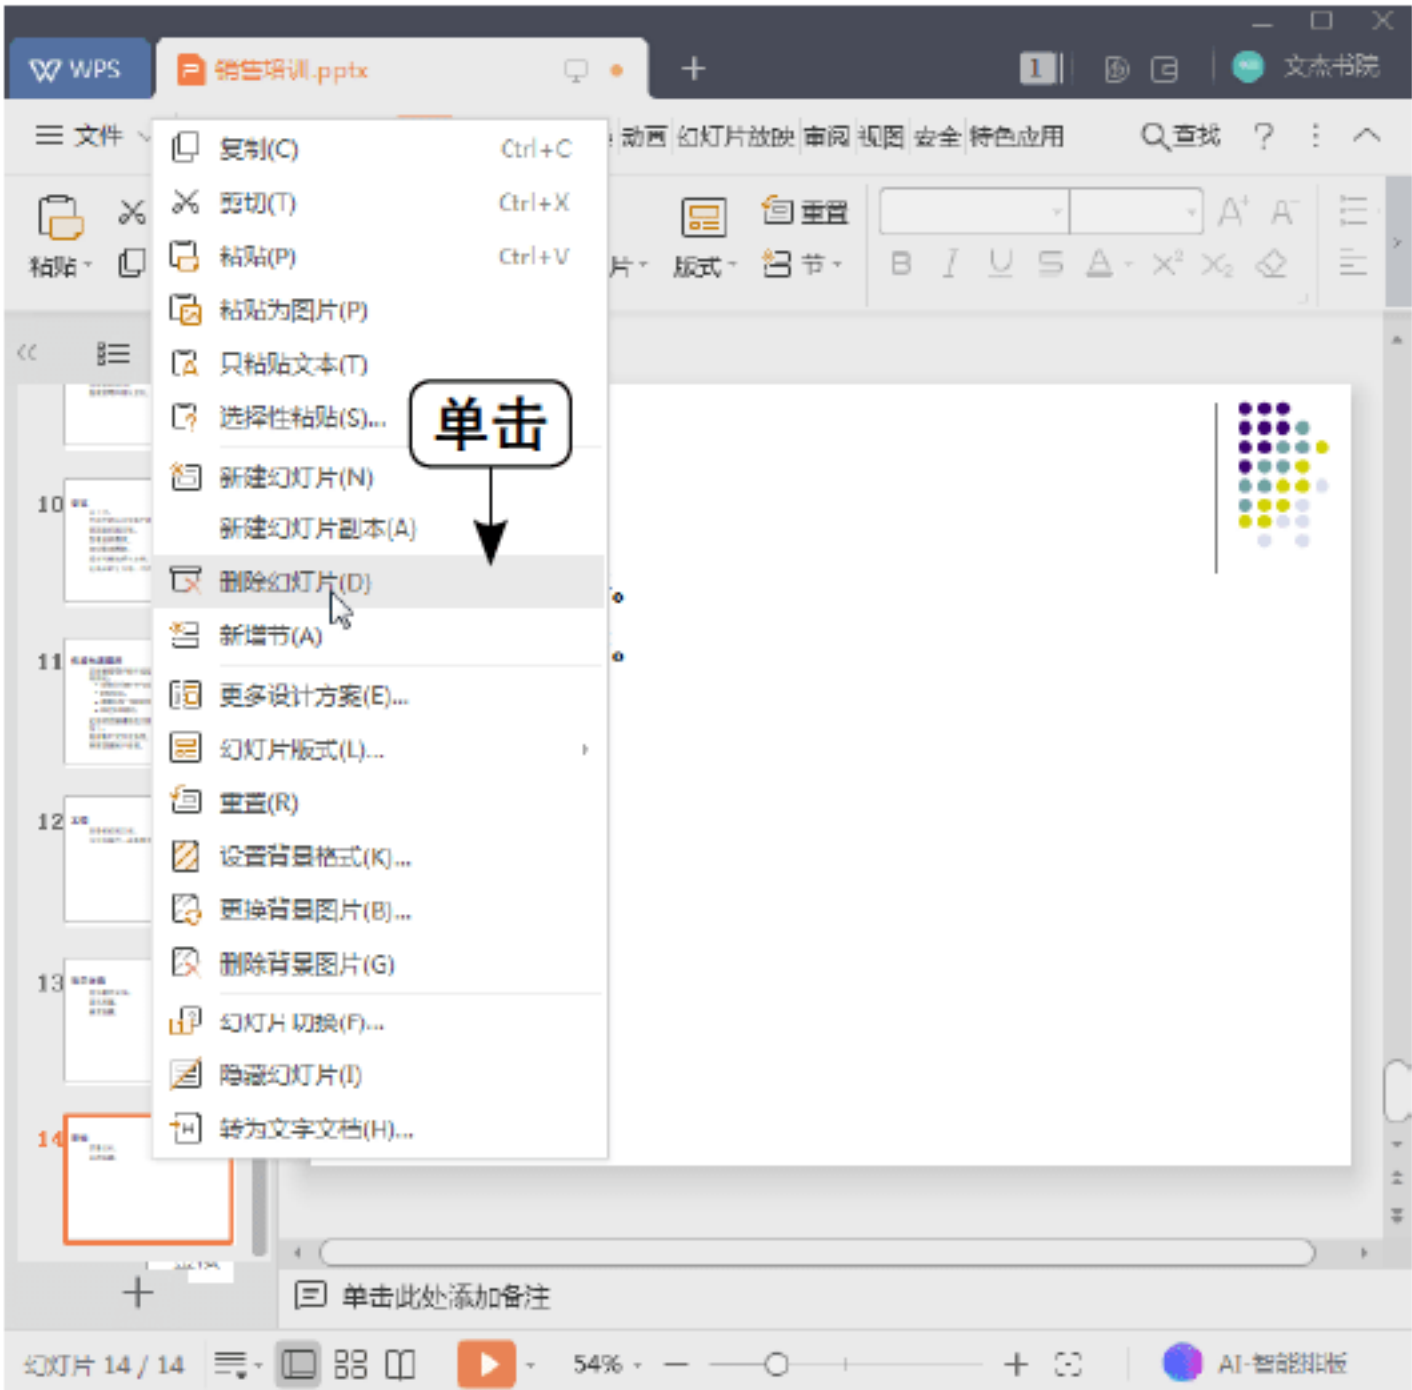 WPS 销售培训.pptx 1 文杰书院
文件 动画 幻灯片放映 审阅 视图 安全 特色应用 查找
重置
粘贴 片 版式 节 B I U S A X² X₂
复制(C) Ctrl+C
剪切(T) Ctrl+X
粘贴(P) Ctrl+V
粘贴为图片(P)
只粘贴文本(T)
选择性粘贴(S)...
单击
新建幻灯片(N)
新建幻灯片副本(A)
删除幻灯片(D)
新增节(A)
更多设计方案(E)...
幻灯片版式(L)...
重置(R)
设置背景格式(K)...
更换背景图片(B)...
删除背景图片(G)
幻灯片切换(F)...
隐藏幻灯片(I)
转为文字文档(H)...
10
11
12
13
14
单击此处添加备注
幻灯片 14 / 14 54% AI-智能排版